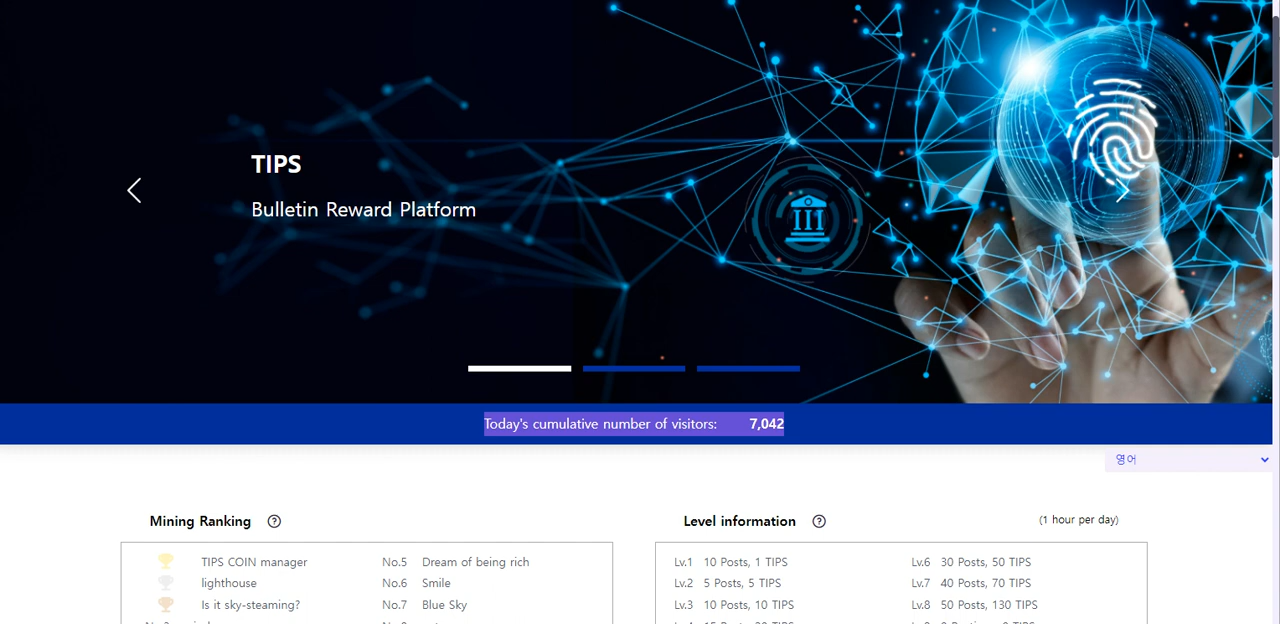 TIPS
Bulletin Reward Platform
Today's cumulative number of visitors: 7,042
영어
Mining Ranking ?
Level information ? (1 hour per day)
TIPS COIN manager No.5 Dream of being rich
lighthouse No.6 Smile
Is it sky-steaming? No.7 Blue Sky
Lv.1 10 Posts, 1 TIPS Lv.6 30 Posts, 50 TIPS
Lv.2 5 Posts, 5 TIPS Lv.7 40 Posts, 70 TIPS
Lv.3 10 Posts, 10 TIPS Lv.8 50 Posts, 130 TIPS